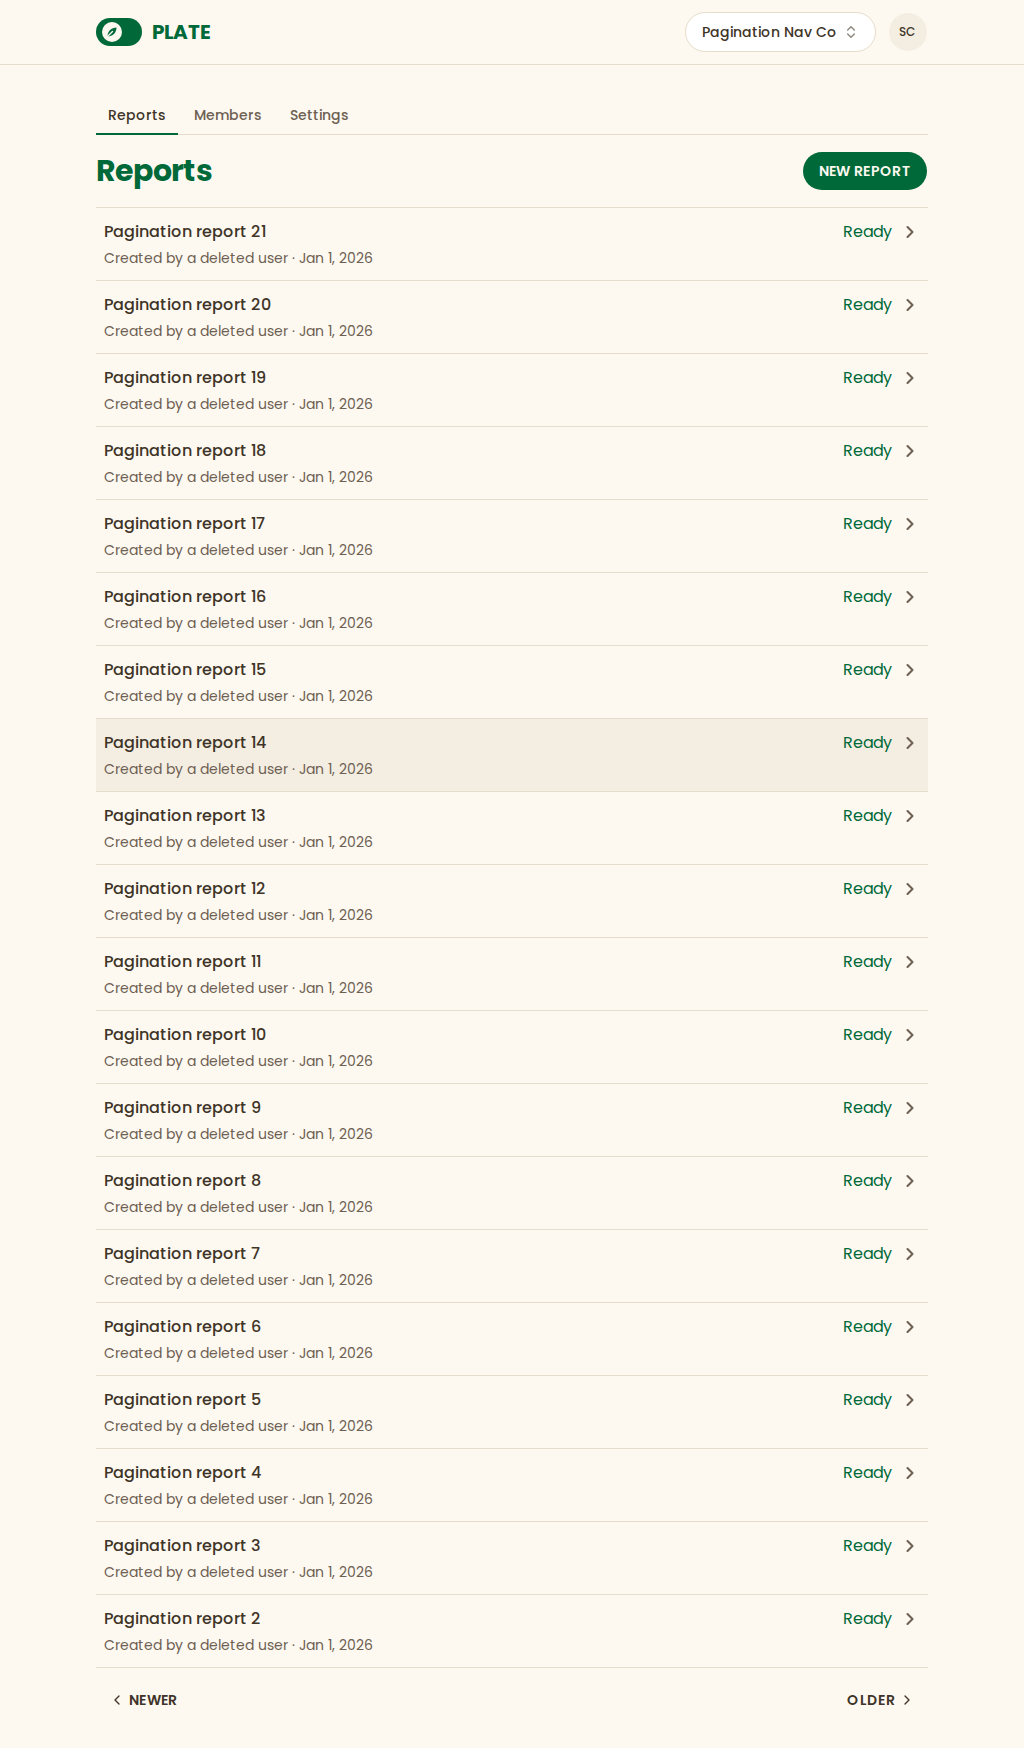 PLATE
Pagination Nav Co
SC
Reports
Members
Settings
Reports
NEW REPORT
Pagination report 21
Ready
Created by a deleted user · Jan 1, 2026
Pagination report 20
Ready
Created by a deleted user · Jan 1, 2026
Pagination report 19
Ready
Created by a deleted user · Jan 1, 2026
Pagination report 18
Ready
Created by a deleted user · Jan 1, 2026
Pagination report 17
Ready
Created by a deleted user · Jan 1, 2026
Pagination report 16
Ready
Created by a deleted user · Jan 1, 2026
Pagination report 15
Ready
Created by a deleted user · Jan 1, 2026
Pagination report 14
Ready
Created by a deleted user · Jan 1, 2026
Pagination report 13
Ready
Created by a deleted user · Jan 1, 2026
Pagination report 12
Ready
Created by a deleted user · Jan 1, 2026
Pagination report 11
Ready
Created by a deleted user · Jan 1, 2026
Pagination report 10
Ready
Created by a deleted user · Jan 1, 2026
Pagination report 9
Ready
Created by a deleted user · Jan 1, 2026
Pagination report 8
Ready
Created by a deleted user · Jan 1, 2026
Pagination report 7
Ready
Created by a deleted user · Jan 1, 2026
Pagination report 6
Ready
Created by a deleted user · Jan 1, 2026
Pagination report 5
Ready
Created by a deleted user · Jan 1, 2026
Pagination report 4
Ready
Created by a deleted user · Jan 1, 2026
Pagination report 3
Ready
Created by a deleted user · Jan 1, 2026
Pagination report 2
Ready
Created by a deleted user · Jan 1, 2026
NEWER
OLDER